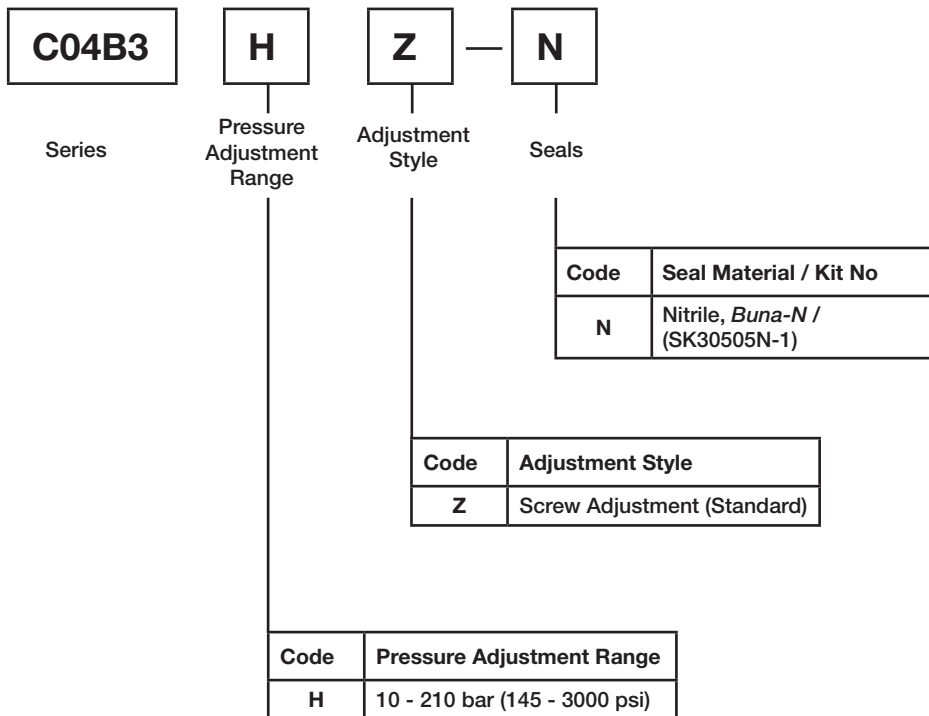 C04B3 H Z — N
Series
Pressure
Adjustment
Range
Adjustment
Style
Seals
Code Seal Material / Kit No
N Nitrile, Buna-N /
(SK30505N-1)
Code Adjustment Style
Z Screw Adjustment (Standard)
Code Pressure Adjustment Range
H 10 - 210 bar (145 - 3000 psi)